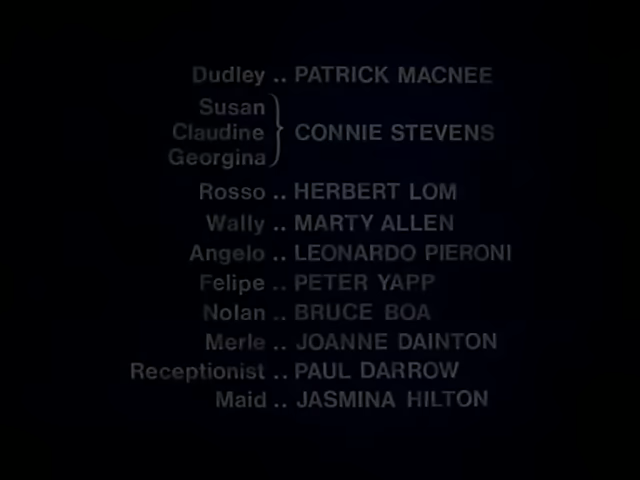 Dudley .. PATRICK MACNEE
Susan
Claudine } CONNIE STEVENS
Georgina
Rosso .. HERBERT LOM
Wally .. MARTY ALLEN
Angelo .. LEONARDO PIERONI
Felipe .. PETER YAPP
Nolan .. BRUCE BOA
Merle .. JOANNE DAINTON
Receptionist .. PAUL DARROW
Maid .. JASMINA HILTON